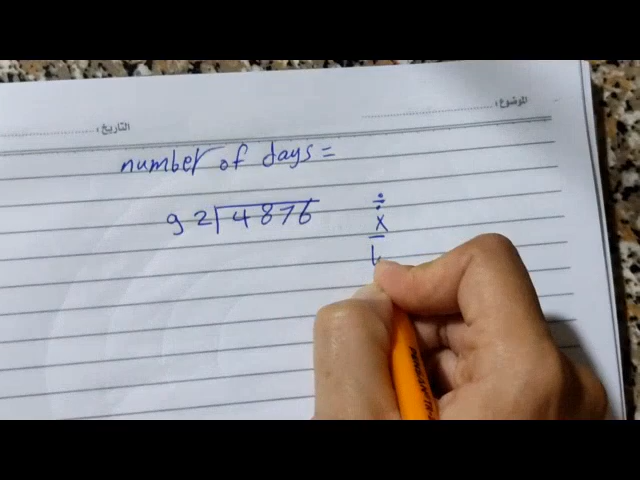 الموضوع:
التاريخ:
number of days =
92 4876
÷
x
−